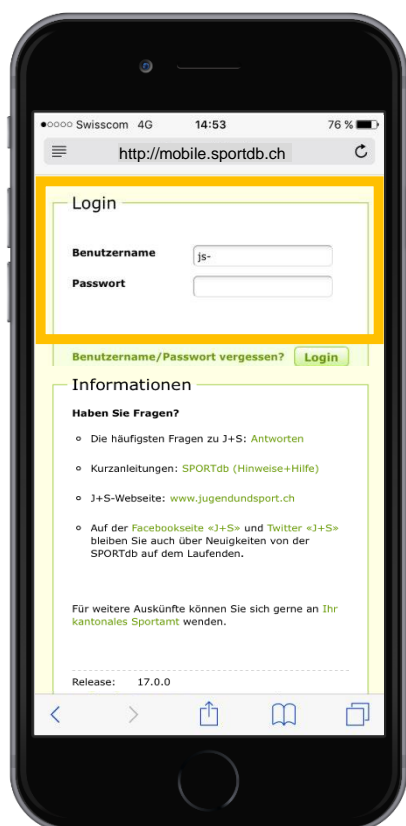 Swisscom 4G 14:53 76 %
http://mobile.sportdb.ch
Login
Benutzername js-
Passwort
Benutzername/Passwort vergessen? Login
Informationen
Haben Sie Fragen?
Die häufigsten Fragen zu J+S: Antworten
Kurzanleitungen: SPORTdb (Hinweise+Hilfe)
J+S-Webseite: www.jugendundsport.ch
Auf der Facebookseite «J+S» und Twitter «J+S»
bleiben Sie auch über Neuigkeiten von der
SPORTdb auf dem Laufenden.
Für weitere Auskünfte können Sie sich gerne an Ihr
kantonales Sportamt wenden.
Release: 17.0.0